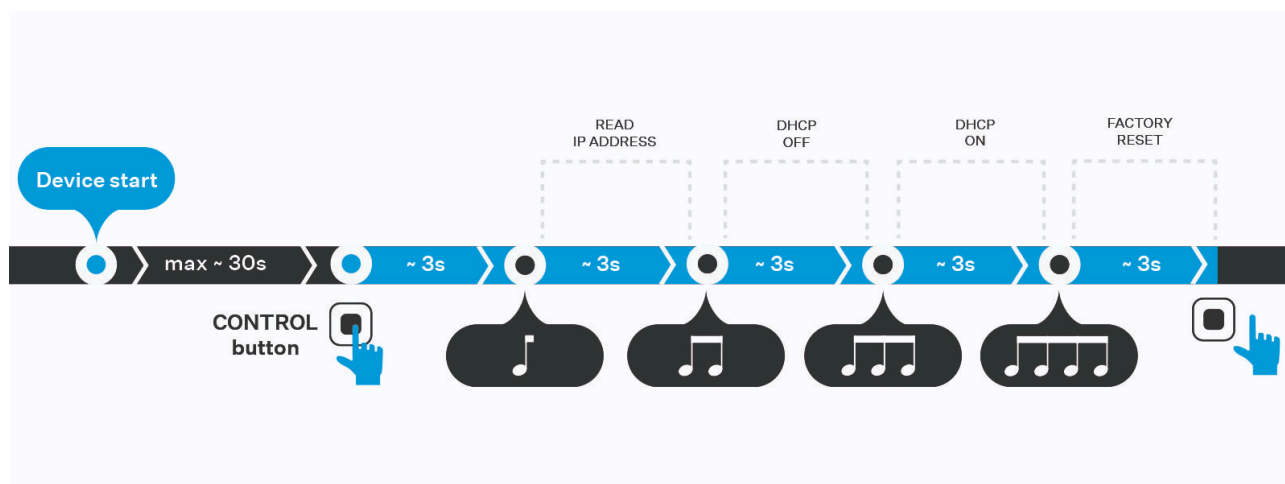 READ
IP ADDRESS
DHCP
OFF
DHCP
ON
FACTORY
RESET
Device start
max ~ 30s
~ 3s
~ 3s
~ 3s
~ 3s
~ 3s
CONTROL
button